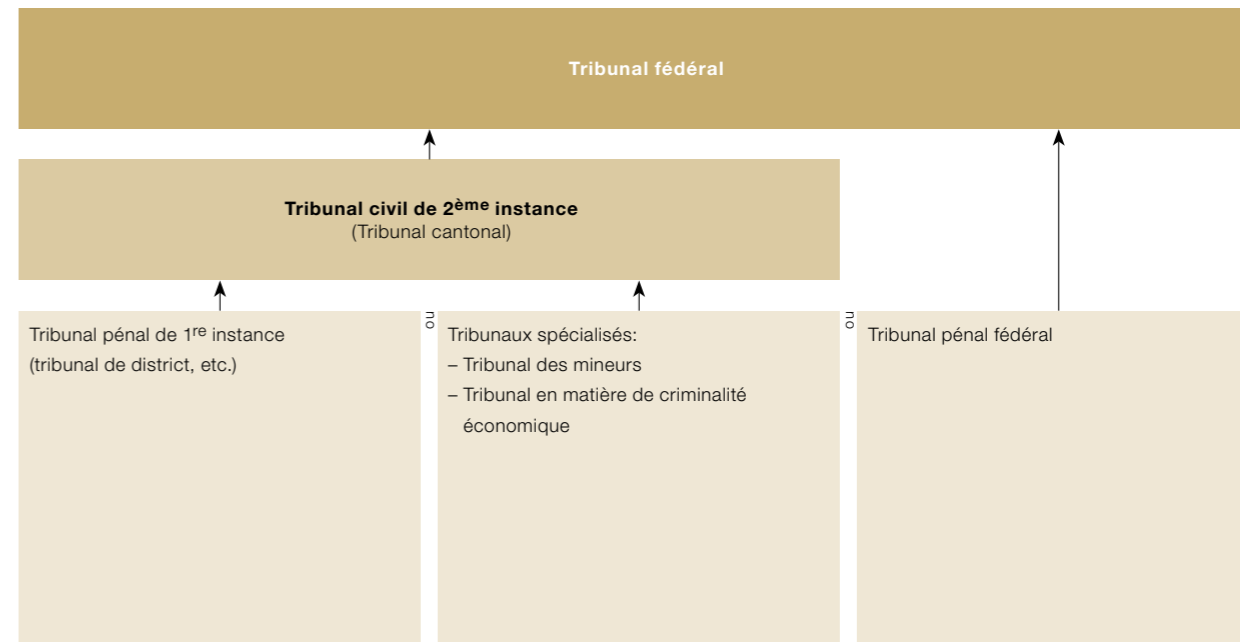 Tribunal fédéral
Tribunal civil de 2ème instance
(Tribunal cantonal)
Tribunal pénal de 1re instance
(tribunal de district, etc.)
ou
Tribunaux spécialisés:
– Tribunal des mineurs
– Tribunal en matière de criminalité
économique
ou
Tribunal pénal fédéral